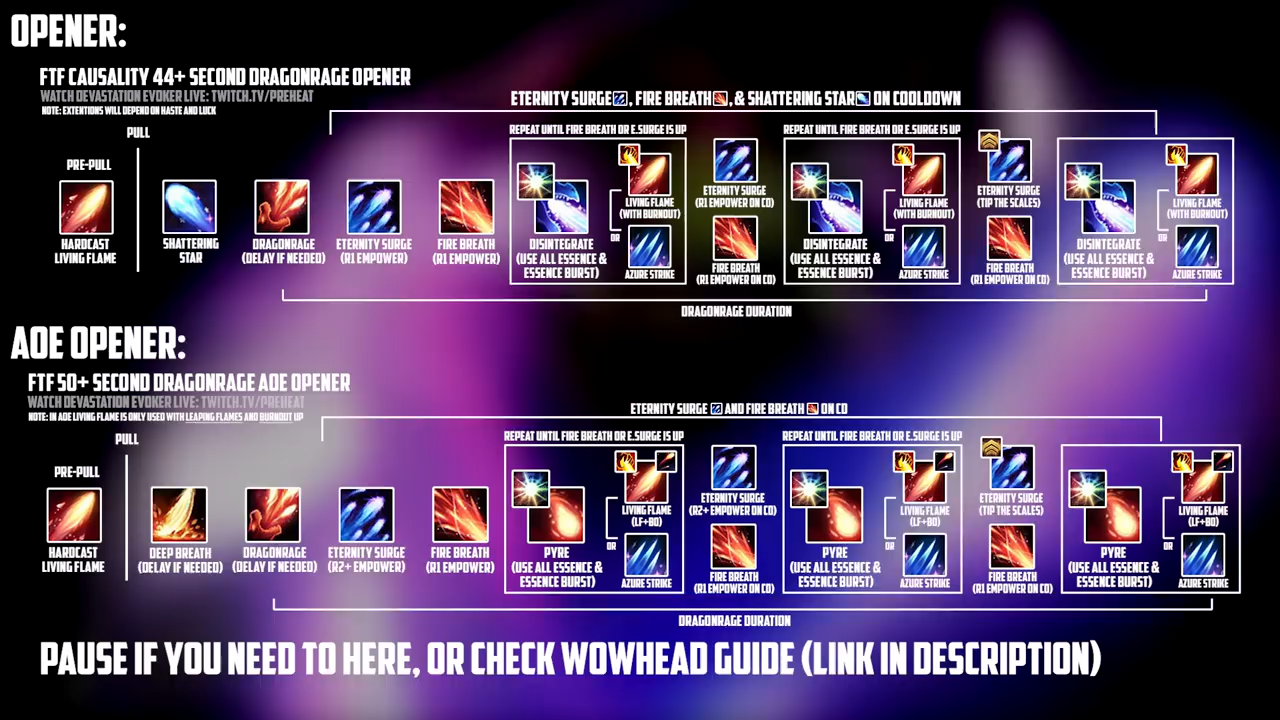 OPENER:
FTF CAUSALITY 44+ SECOND DRAGONRAGE OPENER
WATCH DEVASTATION EVOKER LIVE: TWITCH.TV/PREHEAT
NOTE: EXTENTIONS WILL DEPEND ON HASTE AND LUCK
ETERNITY SURGE, FIRE BREATH, & SHATTERING STAR ON COOLDOWN
PULL
PRE-PULL
HARDCAST
LIVING FLAME
SHATTERING
STAR
DRAGONRAGE
(DELAY IF NEEDED)
ETERNITY SURGE
(R1 EMPOWER)
FIRE BREATH
(R1 EMPOWER)
REPEAT UNTIL FIRE BREATH OR E.SURGE IS UP
DISINTEGRATE
(USE ALL ESSENCE &
ESSENCE BURST)
LIVING FLAME
(WITH BURNOUT)
OR
AZURE STRIKE
ETERNITY SURGE
(R1 EMPOWER ON CD)
FIRE BREATH
(R1 EMPOWER ON CD)
REPEAT UNTIL FIRE BREATH OR E.SURGE IS UP
DISINTEGRATE
(USE ALL ESSENCE &
ESSENCE BURST)
LIVING FLAME
(WITH BURNOUT)
OR
AZURE STRIKE
ETERNITY SURGE
(TIP THE SCALES)
FIRE BREATH
(R1 EMPOWER ON CD)
DISINTEGRATE
(USE ALL ESSENCE &
ESSENCE BURST)
LIVING FLAME
(WITH BURNOUT)
OR
AZURE STRIKE
DRAGONRAGE DURATION
AOE OPENER:
FTF 50+ SECOND DRAGONRAGE AOE OPENER
WATCH DEVASTATION EVOKER LIVE: TWITCH.TV/PREHEAT
NOTE: IN AOE LIVING FLAME IS ONLY USED WITH LEAPING FLAMES AND BURNOUT UP
ETERNITY SURGE AND FIRE BREATH ON CD
PULL
PRE-PULL
HARDCAST
LIVING FLAME
DEEP BREATH
(DELAY IF NEEDED)
DRAGONRAGE
(DELAY IF NEEDED)
ETERNITY SURGE
(R2+ EMPOWER)
FIRE BREATH
(R1 EMPOWER)
REPEAT UNTIL FIRE BREATH OR E.SURGE IS UP
PYRE
(USE ALL ESSENCE &
ESSENCE BURST)
LIVING FLAME
(LF+BO)
OR
AZURE STRIKE
ETERNITY SURGE
(R2+ EMPOWER ON CD)
FIRE BREATH
(R1 EMPOWER ON CD)
REPEAT UNTIL FIRE BREATH OR E.SURGE IS UP
PYRE
(USE ALL ESSENCE &
ESSENCE BURST)
LIVING FLAME
(LF+BO)
OR
AZURE STRIKE
ETERNITY SURGE
(TIP THE SCALES)
FIRE BREATH
(R1 EMPOWER ON CD)
PYRE
(USE ALL ESSENCE &
ESSENCE BURST)
LIVING FLAME
(LF+BO)
OR
AZURE STRIKE
DRAGONRAGE DURATION
PAUSE IF YOU NEED TO HERE, OR CHECK WOWHEAD GUIDE (LINK IN DESCRIPTION)